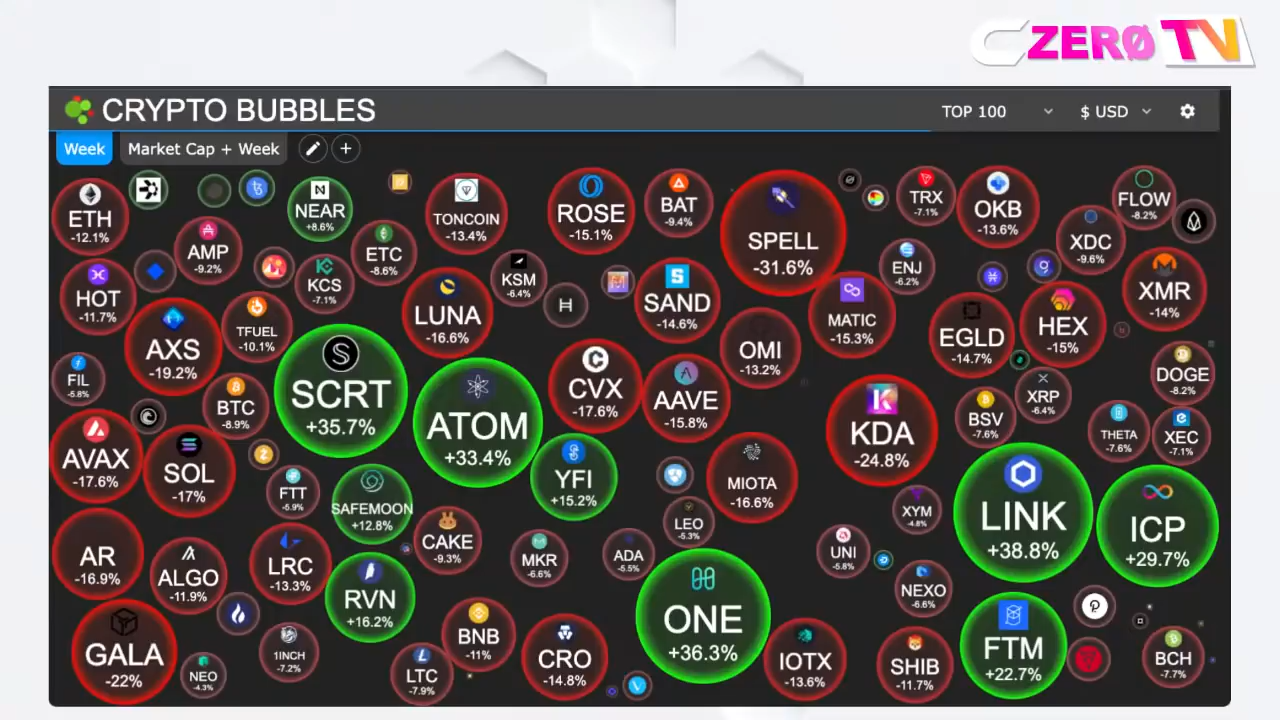 CZERØ TV
CRYPTO BUBBLES
TOP 100
$ USD
Week
Market Cap + Week
ETH
-12.1%
NEAR
+8.6%
TONCOIN
-13.4%
ROSE
-15.1%
BAT
-9.4%
SPELL
-31.6%
TRX
-7.1%
OKB
-13.6%
FLOW
-8.2%
AMP
-9.2%
ETC
-8.6%
XDC
-9.6%
HOT
-11.7%
KCS
-7.1%
KSM
-6.4%
ENJ
-6.2%
XMR
-14%
LUNA
-16.6%
SAND
-14.6%
MATIC
-15.3%
TFUEL
-10.1%
AXS
-19.2%
OMI
-13.2%
EGLD
-14.7%
HEX
-15%
FIL
-5.8%
BTC
-8.9%
SCRT
+35.7%
ATOM
+33.4%
CVX
-17.6%
AAVE
-15.8%
XRP
-6.4%
DOGE
-8.2%
KDA
-24.8%
BSV
-7.6%
THETA
-7.6%
XEC
-7.1%
AVAX
-17.6%
SOL
-17%
YFI
+15.2%
MIOTA
-16.6%
FTT
-5.9%
SAFEMOON
+12.8%
LEO
-5.3%
XYM
-4.8%
LINK
+38.8%
ICP
+29.7%
AR
-16.9%
ALGO
-11.9%
LRC
-13.3%
CAKE
-9.3%
MKR
-6.6%
ADA
-5.5%
UNI
-5.8%
RVN
+16.2%
NEXO
-6.6%
ONE
+36.3%
GALA
-22%
1INCH
-7.2%
BNB
-11%
CRO
-14.8%
IOTX
-13.6%
SHIB
-11.7%
FTM
+22.7%
BCH
-7.7%
NEO
-4.3%
LTC
-7.9%